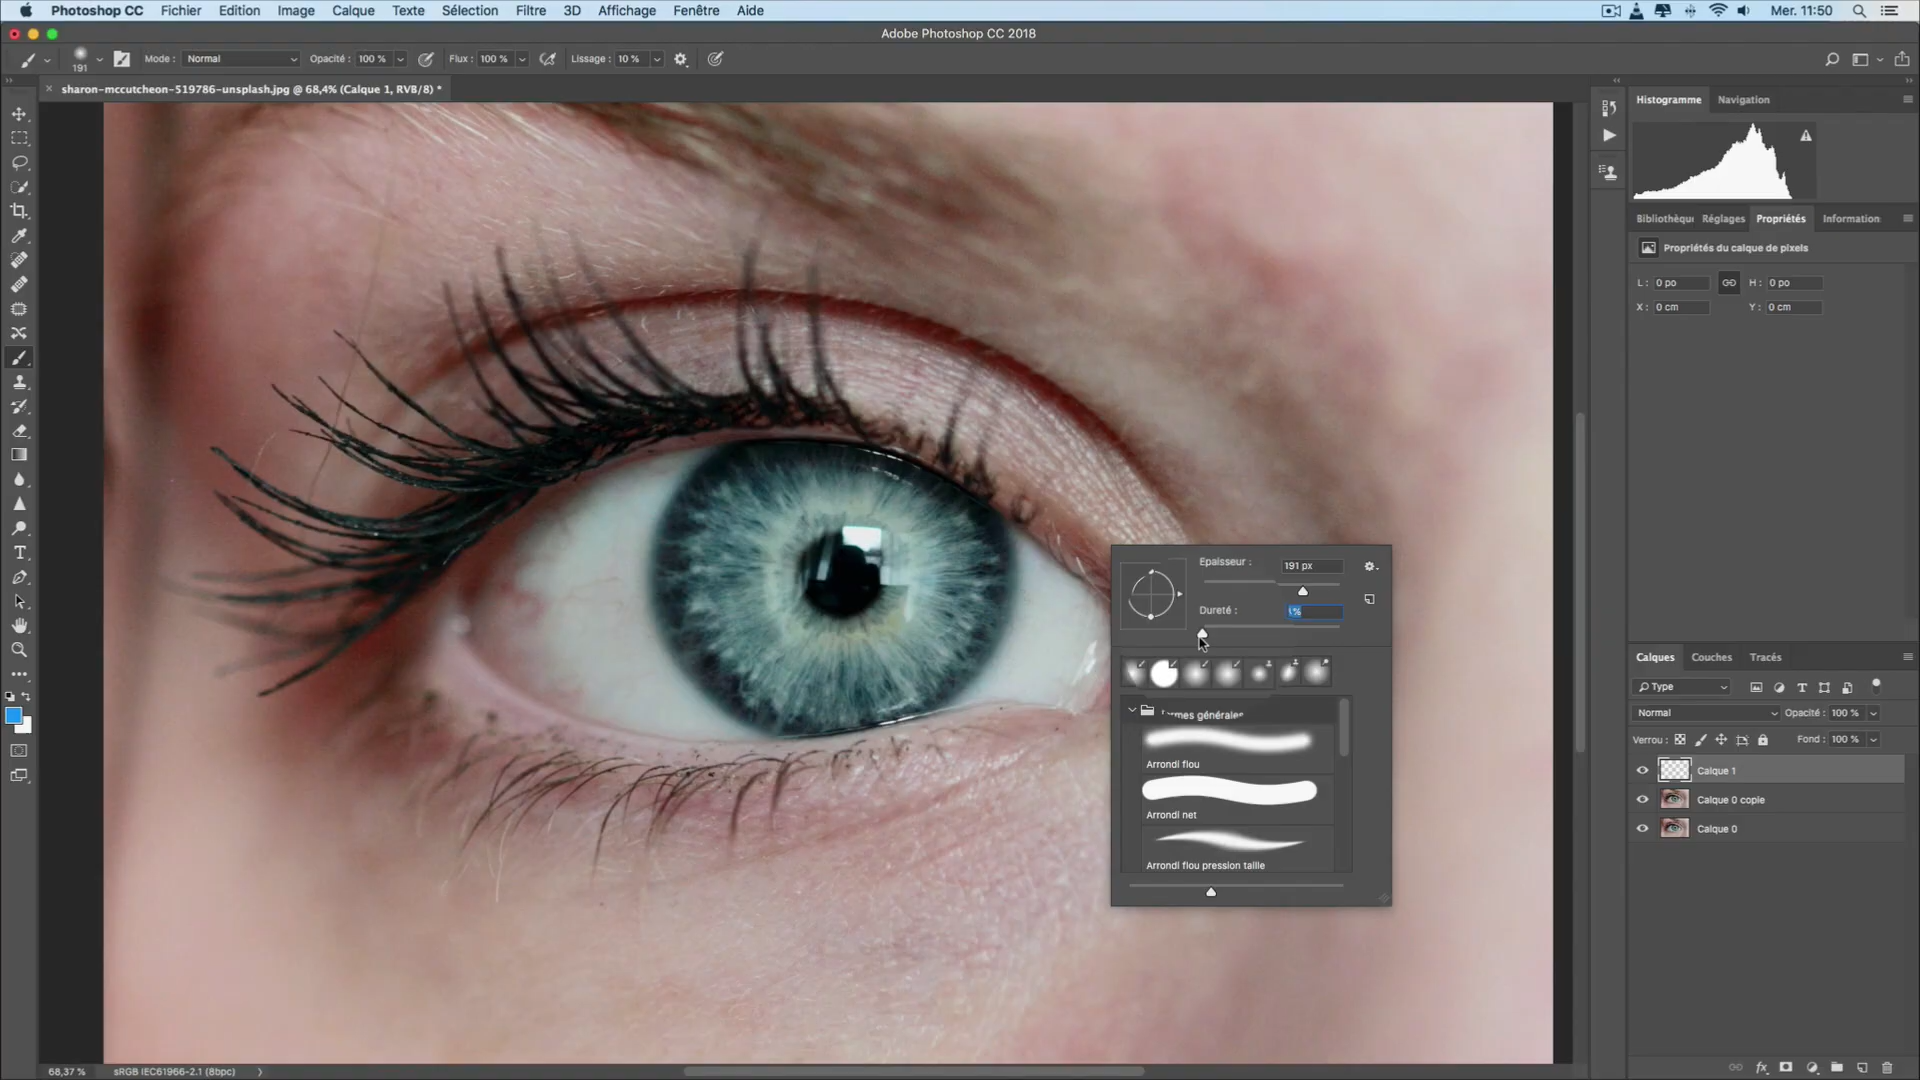 Photoshop CC Fichier Edition Image Calque Texte Sélection Filtre 3D Affichage Fenêtre Aide Mer. 11:50
Adobe Photoshop CC 2018
191 Mode : Normal Opacité : 100 % Flux : 100 % Lissage : 10 %
sharon-mccutcheon-519786-unsplash.jpg @ 68,4% (Calque 1, RVB/8) *
Histogramme Navigation
Bibliothèqu Réglages Propriétés Information
Propriétés du calque de pixels
L : 0 po H : 0 po
X : 0 cm Y : 0 cm
Epaisseur : 191 px
Dureté : 1%
formes générales
Arrondi flou
Arrondi net
Arrondi flou pression taille
Calques Couches Tracés
Type
Normal Opacité : 100 %
Verrou : Fond : 100 %
Calque 1
Calque 0 copie
Calque 0
68,37 % sRGB IEC61966-2.1 (8bpc)